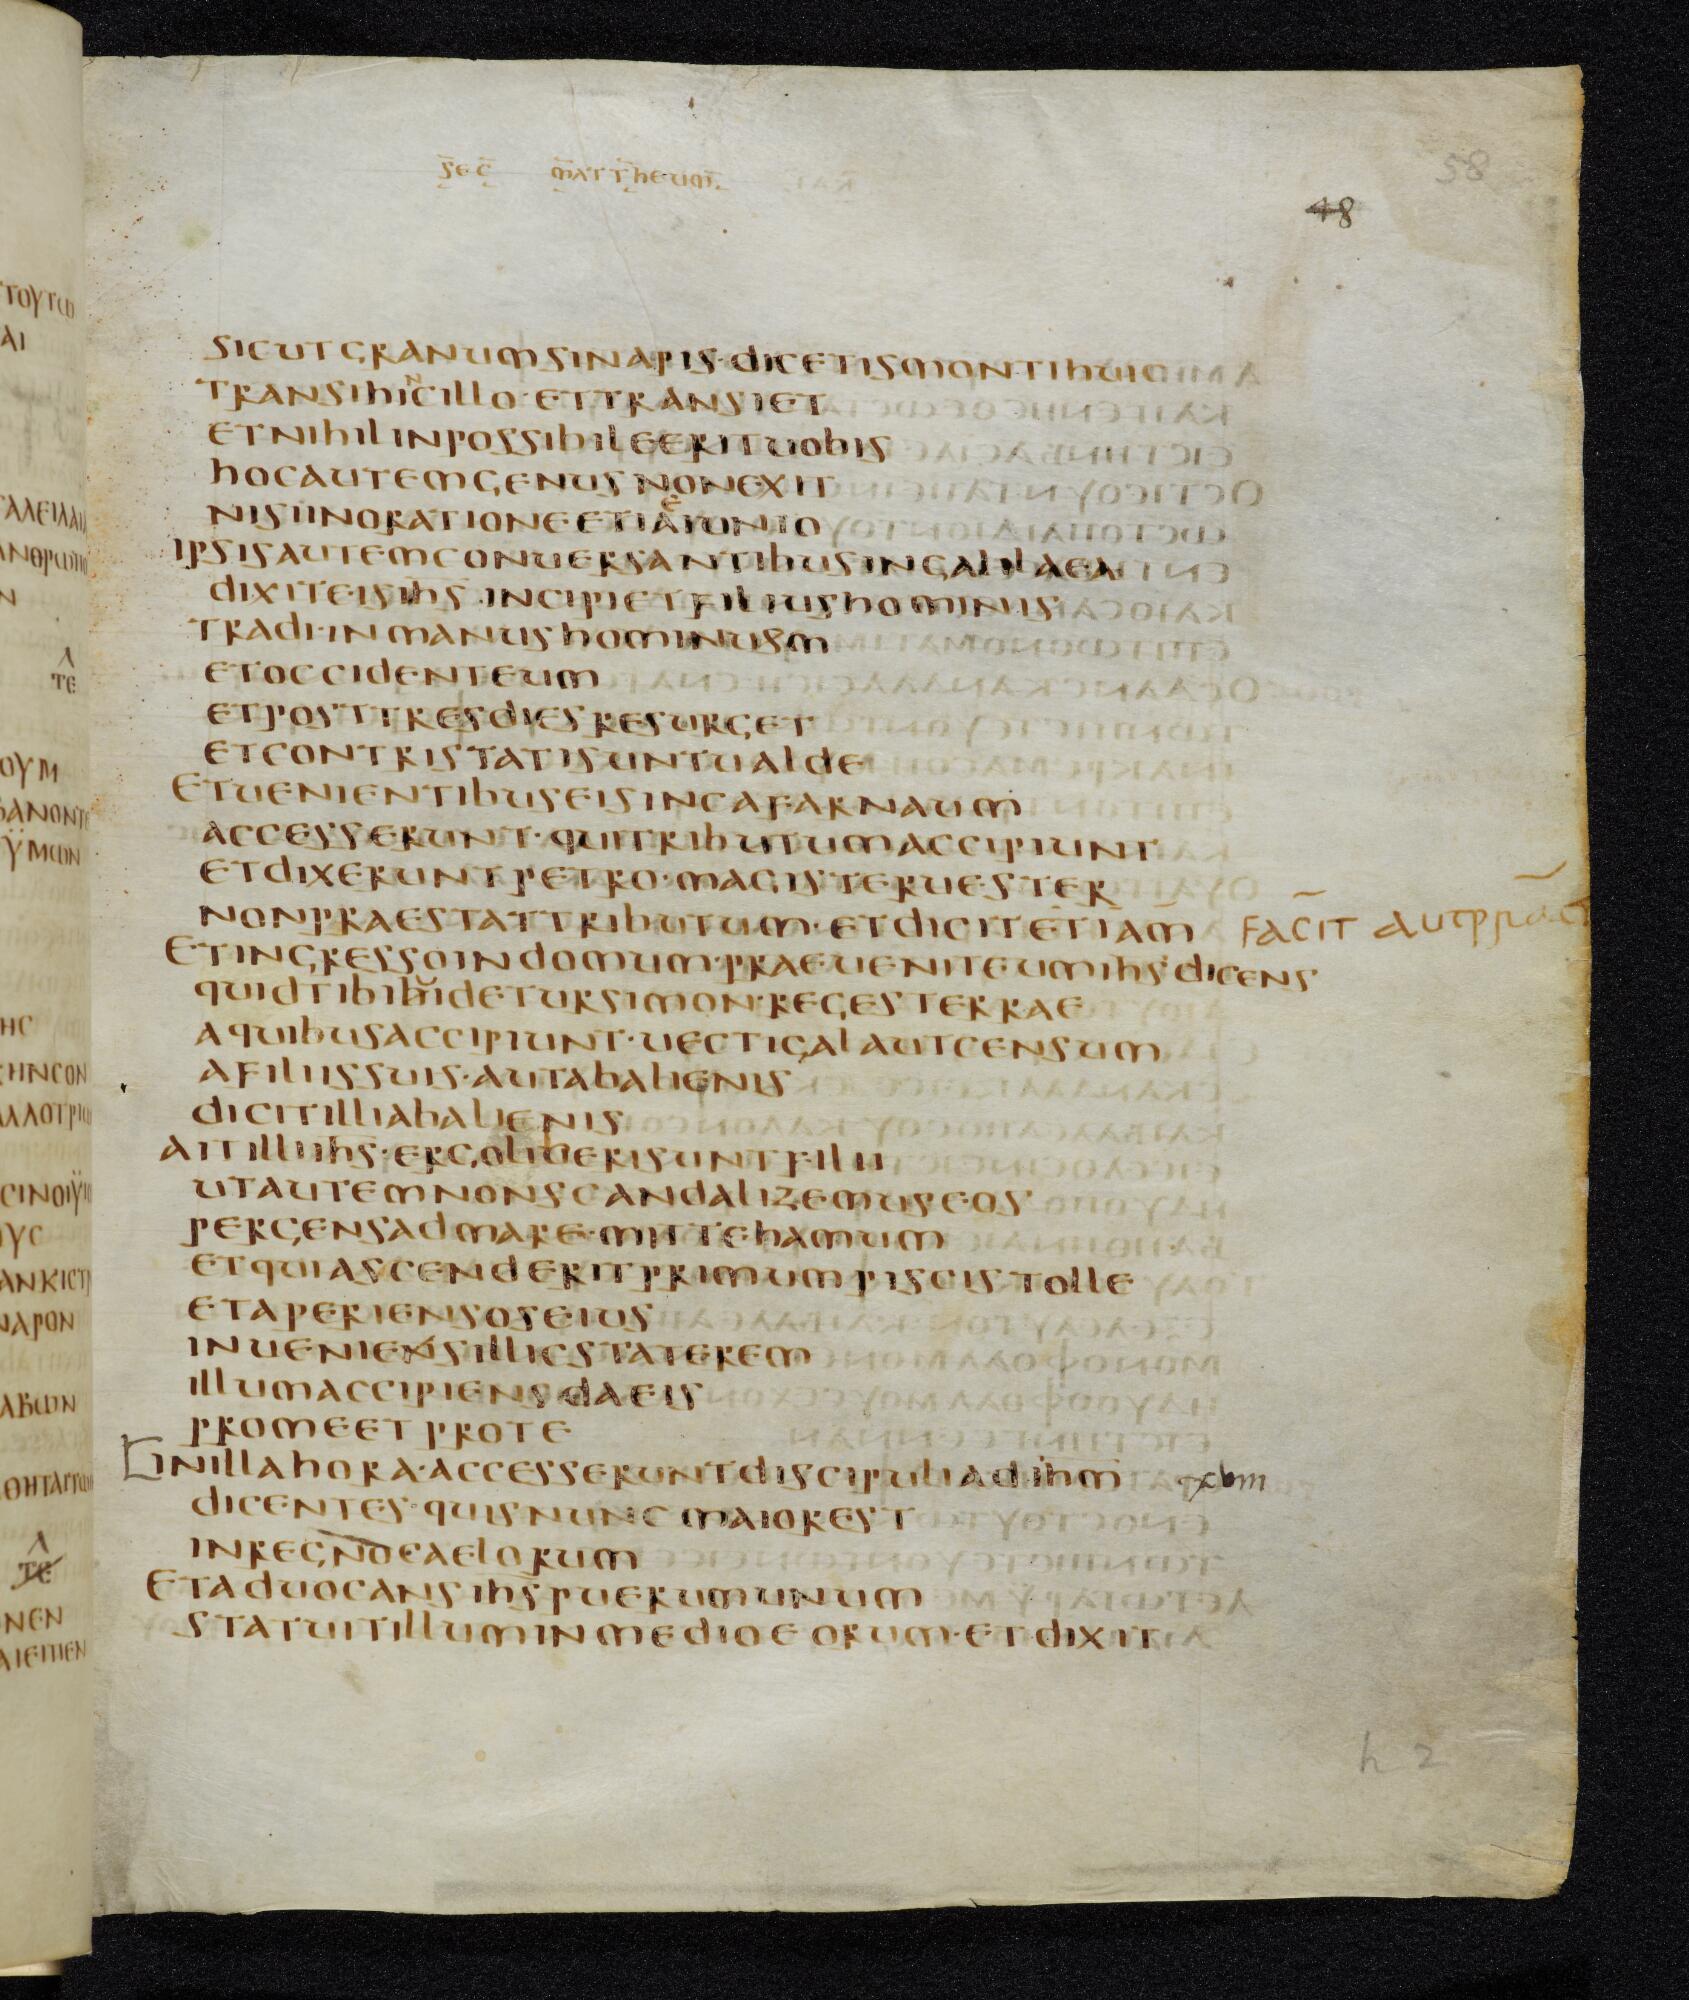 SEC MATTHEUM
58
48
SICUT GRANUM SINAPIS · DICETIS MONTI HUIC
TRANSI HINC ILLO · ET TRANSIET
ET NIHIL INPOSSIBILE ERIT UOBIS
HOC AUTEM GENUS NON EXIT
NISI IN ORATIONE ET IEIUNIO
IPSIS AUTEM CONUERSANTIBUS IN GALILAEA
DIXIT EIS IHS · INCIPIET FILIUS HOMINIS
TRADI · IN MANUS HOMINUM
ET OCCIDENT EUM
ET POST TRES DIES RESURGET
ET CONTRISTATI SUNT UALDE
ET UENIENTIBUS EIS IN CAFARNAUM
ACCESSERUNT · QUI TRIBUTUM ACCIPIUNT
ET DIXERUNT PETRO · MAGISTER UESTER
NON PRAESTAT TRIBUTUM · ET DICIT ETIAM FACIT
ET INGRESSO IN DOMUM · PRAEUENIT EUM IHS DICENS
QUID TIBI UIDETUR SIMON · REGES TERRAE
A QUIBUS ACCIPIUNT · UECTIGAL AUT CENSUM
A FILIIS SUIS · AUT AB ALIENIS
DICIT ILLI AB ALIENIS
AIT ILLI IHS · ERGO LIBERI SUNT FILII
UT AUTEM NON SCANDALIZEMUS EOS
PERGENS AD MARE · MITTE HAMUM
ET QUI ASCENDERIT PRIMUM PISCIS TOLLE
ET APERIENS OS EIUS
INUENIENS ILLIC STATEREM
ILLUM ACCIPIENS DA EIS
PRO ME ET PRO TE
IN ILLA HORA · ACCESSERUNT DISCIPULI AD IHM
DICENTES · QUIS NUNC MAIOR EST
IN REGNO CAELORUM
ET ADUOCANS IHS PUERUM UNUM
STATUIT ILLUM IN MEDIO EORUM · ET DIXIT
h 2